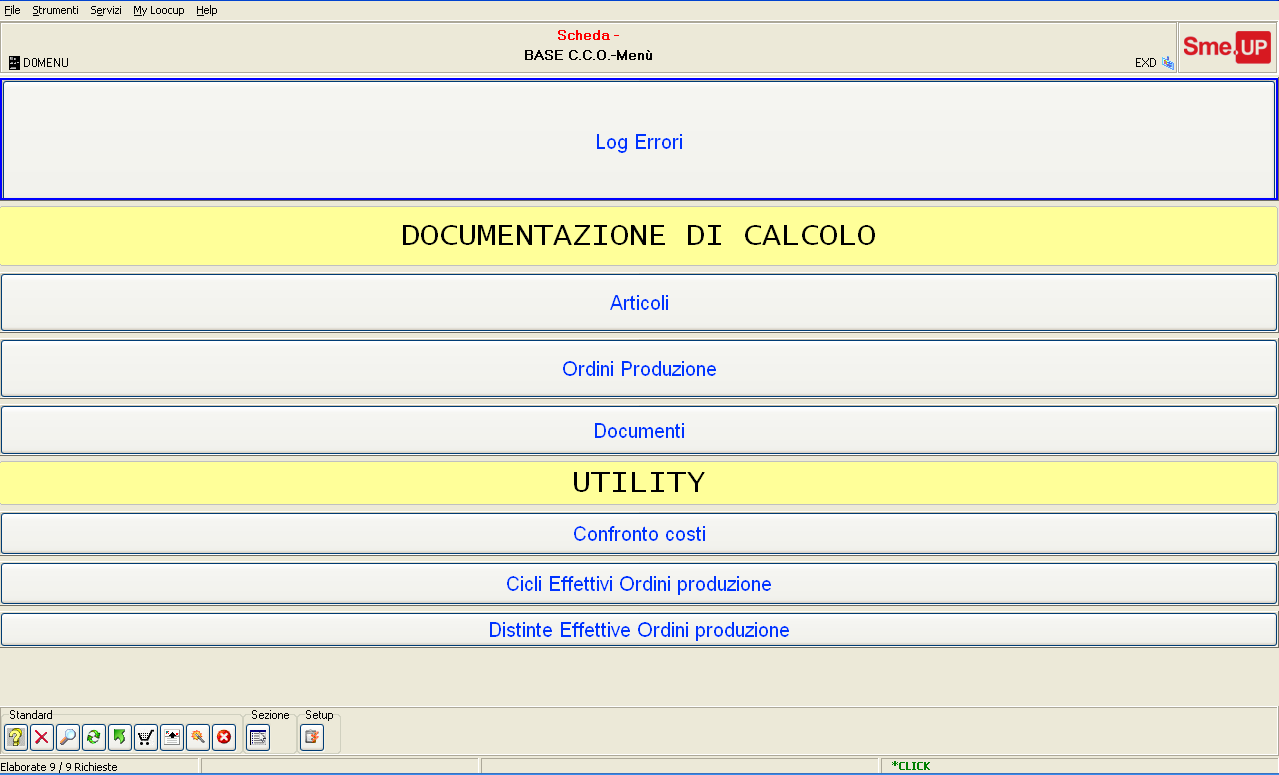 File Strumenti Servizi My Loocup Help
Scheda -
BASE C.C.O.-Menù
DOMENU
EXD
Sme.UP
Log Errori
DOCUMENTAZIONE DI CALCOLO
Articoli
Ordini Produzione
Documenti
UTILITY
Confronto costi
Cicli Effettivi Ordini produzione
Distinte Effettive Ordini produzione
Standard Sezione Setup
Elaborate 9 / 9 Richieste
*CLICK